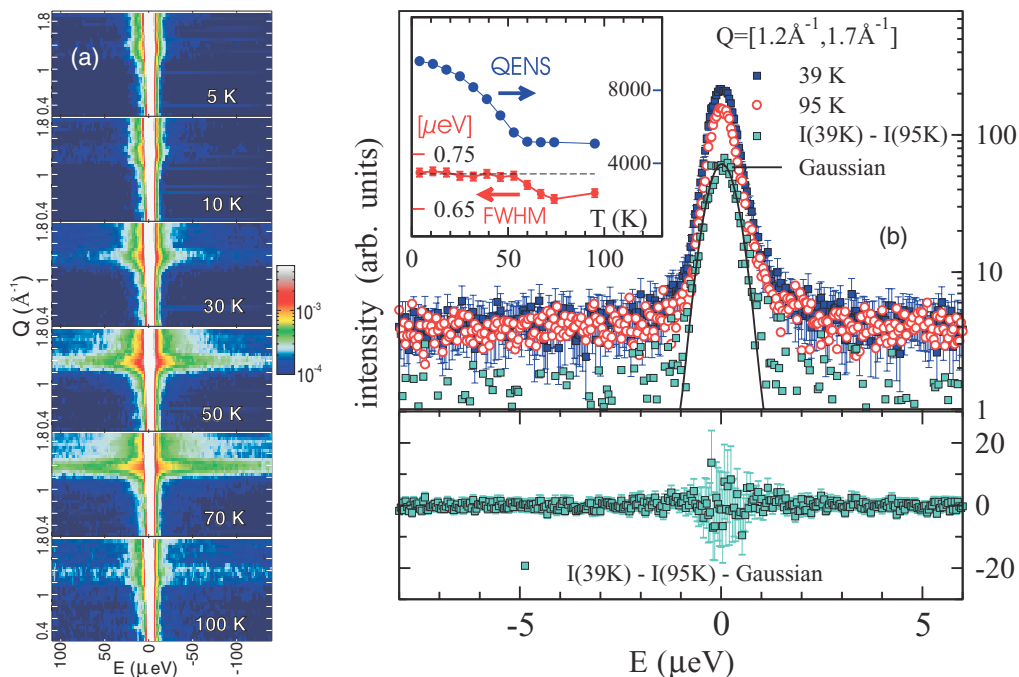 (a)
1.8
1
0.4
5 K
1.8
1
0.4
10 K
1.8
1
0.4
30 K
1.8
1
0.4
50 K
1.8
1
0.4
70 K
1.8
1
0.4
100 K
Q (Å⁻¹)
10⁻³
10⁻⁴
100 50 0 -50 -100
E (μeV)
Q=[1.2Å⁻¹,1.7Å⁻¹]
39 K
95 K
I(39K) - I(95K)
Gaussian
(b)
QENS
[μeV]
0.75
0.65
FWHM
8000
4000
T (K)
0 50 100
intensity (arb. units)
100
10
1
20
0
-20
I(39K) - I(95K) - Gaussian
-5 0 5
E (μeV)